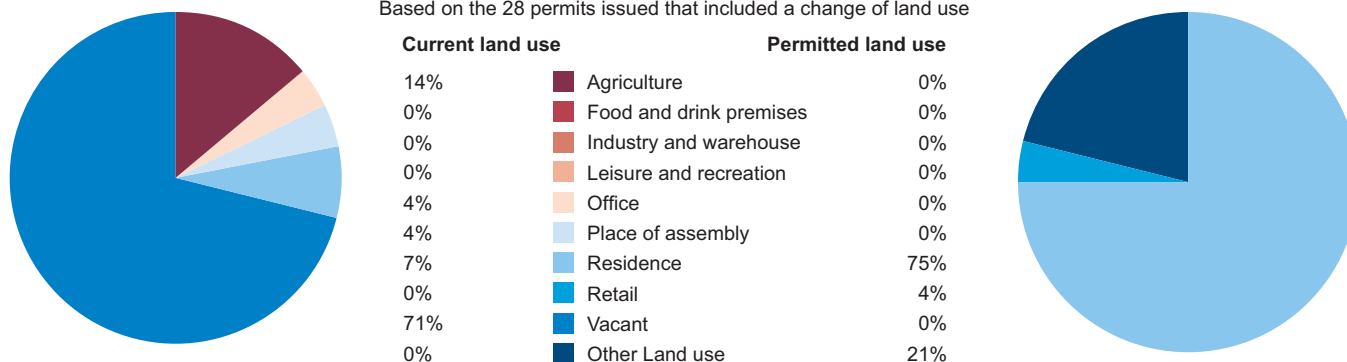 Based on the 28 permits issued that included a change of land use
Current land use Permitted land use
14% Agriculture 0%
0% Food and drink premises 0%
0% Industry and warehouse 0%
0% Leisure and recreation 0%
4% Office 0%
4% Place of assembly 0%
7% Residence 75%
0% Retail 4%
71% Vacant 0%
0% Other Land use 21%